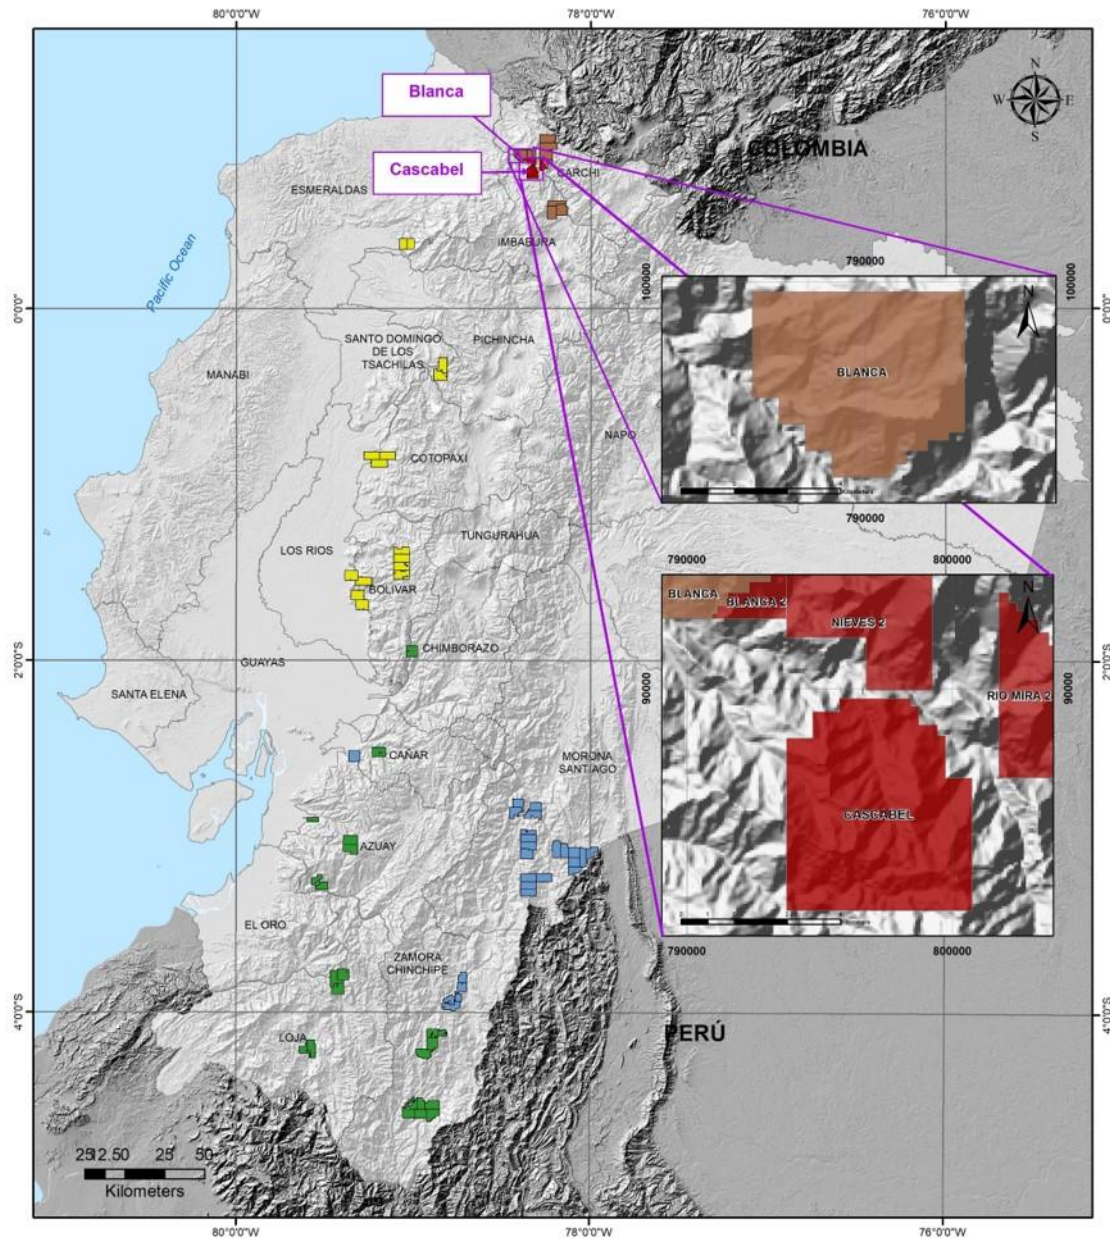 80°0'0"W
78°0'0"W
76°0'0"W
N
W
E
S
Blanca
COLOMBIA
Cascabel
CARCHI
ESMERALDAS
IMBABURA
Pacific Ocean
790000
100000
100000
0°0'0"
0°0'0"
N
SANTO DOMINGO
DE LOS
TSACHILAS
PICHINCHA
MANABI
BLANCA
NAPO
COTOPAXI
790000
TUNGURAHUA
LOS RIOS
790000
800000
BOLIVAR
BLANCA
BLANCA 2
NIEVES 2
N
CHIMBORAZO
GUAYAS
2°0'0"S
2°0'0"S
SANTA ELENA
90000
90000
RIO MIRA 2
CAÑAR
MORONA
SANTIAGO
CASCABEL
AZUAY
EL ORO
790000
800000
ZAMORA
CHINCHIPE
4°0'0"S
4°0'0"S
LOJA
PERÚ
25 12.50 25 50
Kilometers
80°0'0"W
78°0'0"W
76°0'0"W